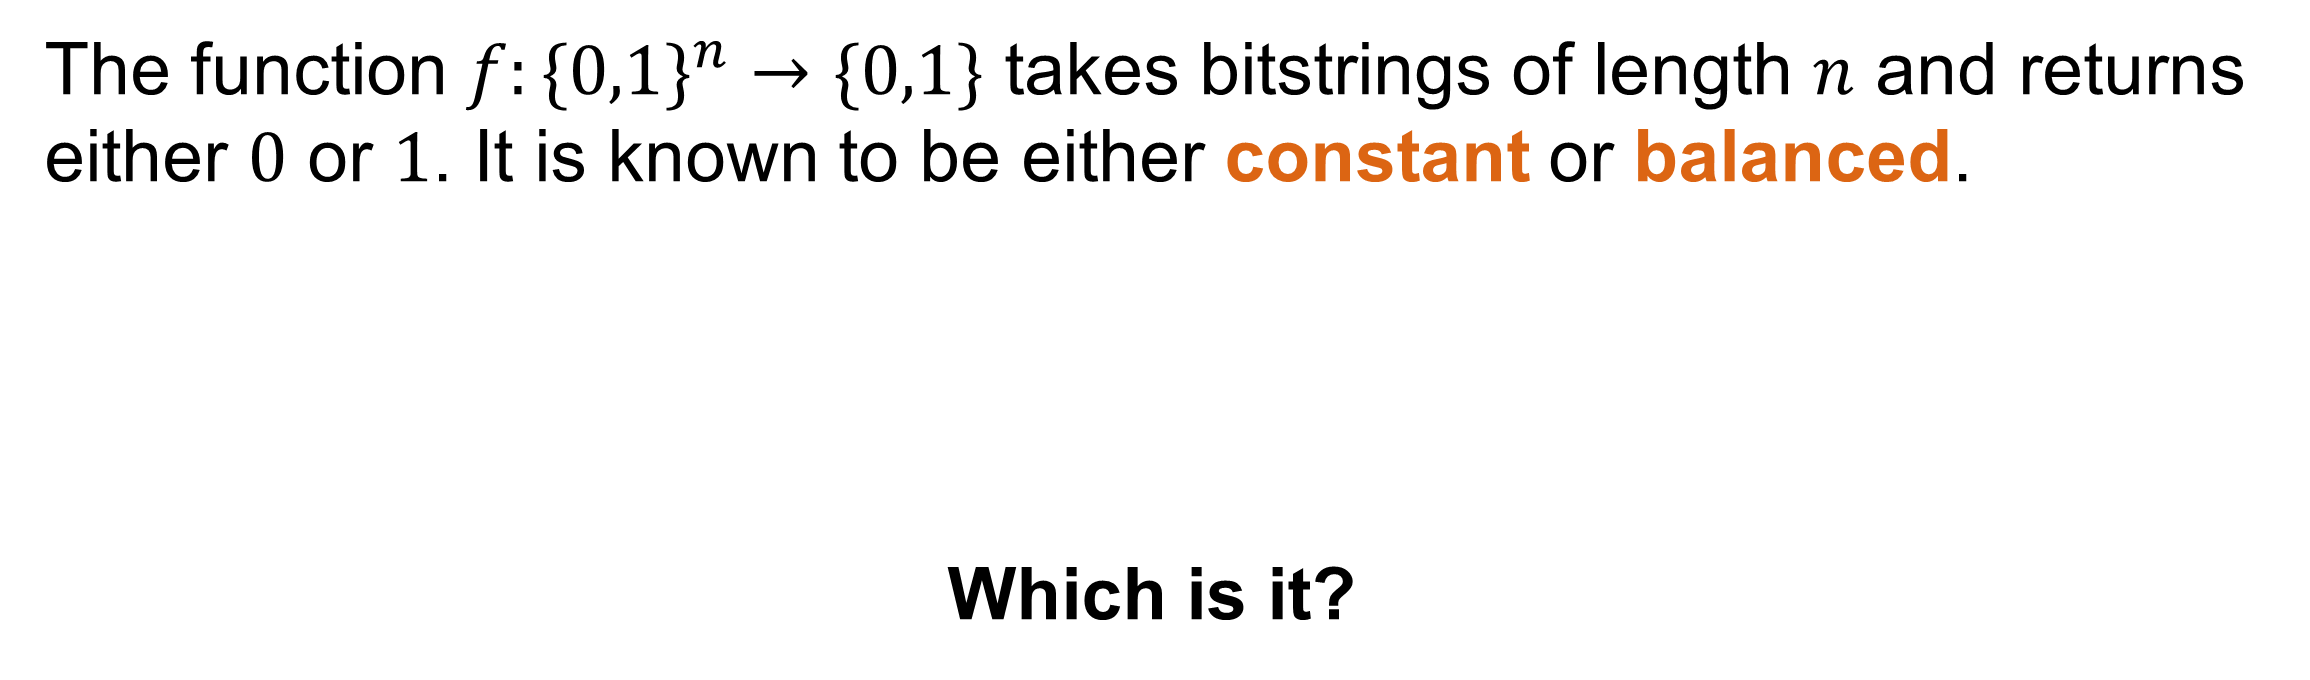 The function 𝑓: {0,1}ⁿ → {0,1} takes bitstrings of length 𝑛 and returns
either 0 or 1. It is known to be either constant or balanced.
Which is it?